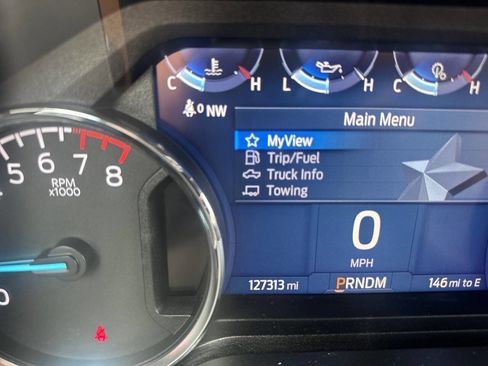 C H L H C H
0 NW
Main Menu
MyView
Trip/Fuel
Truck Info
Towing
5 6 7 8
RPM
x1000
0
0
MPH
127313 mi PRNDM 146 mi to E